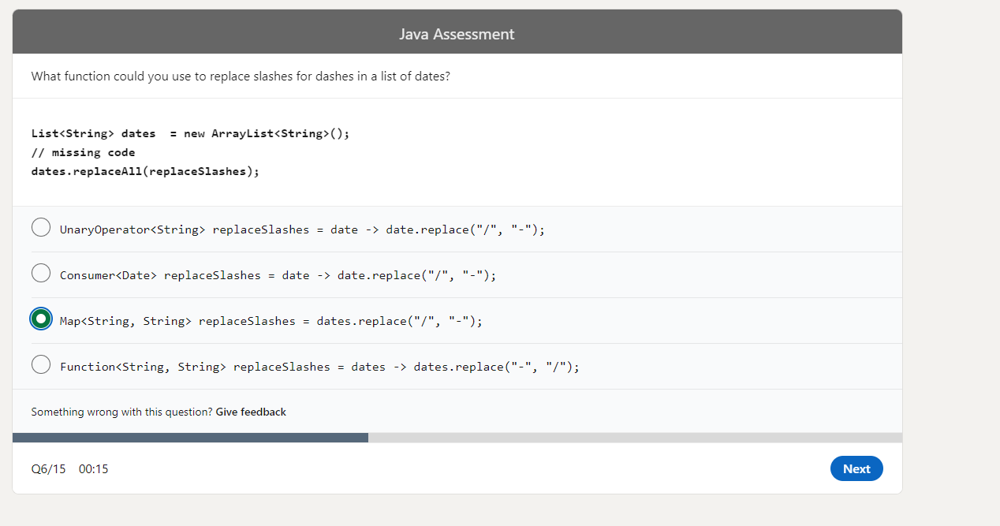 Java Assessment
What function could you use to replace slashes for dashes in a list of dates?
List<String> dates  = new ArrayList<String>();
// missing code
dates.replaceAll(replaceSlashes);
UnaryOperator<String> replaceSlashes = date -> date.replace("/", "-");
Consumer<Date> replaceSlashes = date -> date.replace("/", "-");
Map<String, String> replaceSlashes = dates.replace("/", "-");
Function<String, String> replaceSlashes = dates -> dates.replace("-", "/");
Something wrong with this question? Give feedback
Q6/15 00:15
Next